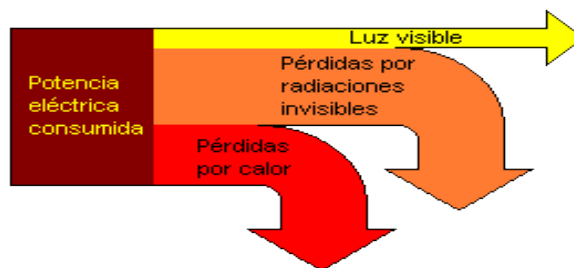 Luz visible
Potencia
eléctrica
consumida
Pérdidas por
radiaciones
invisibles
Pérdidas
por calor